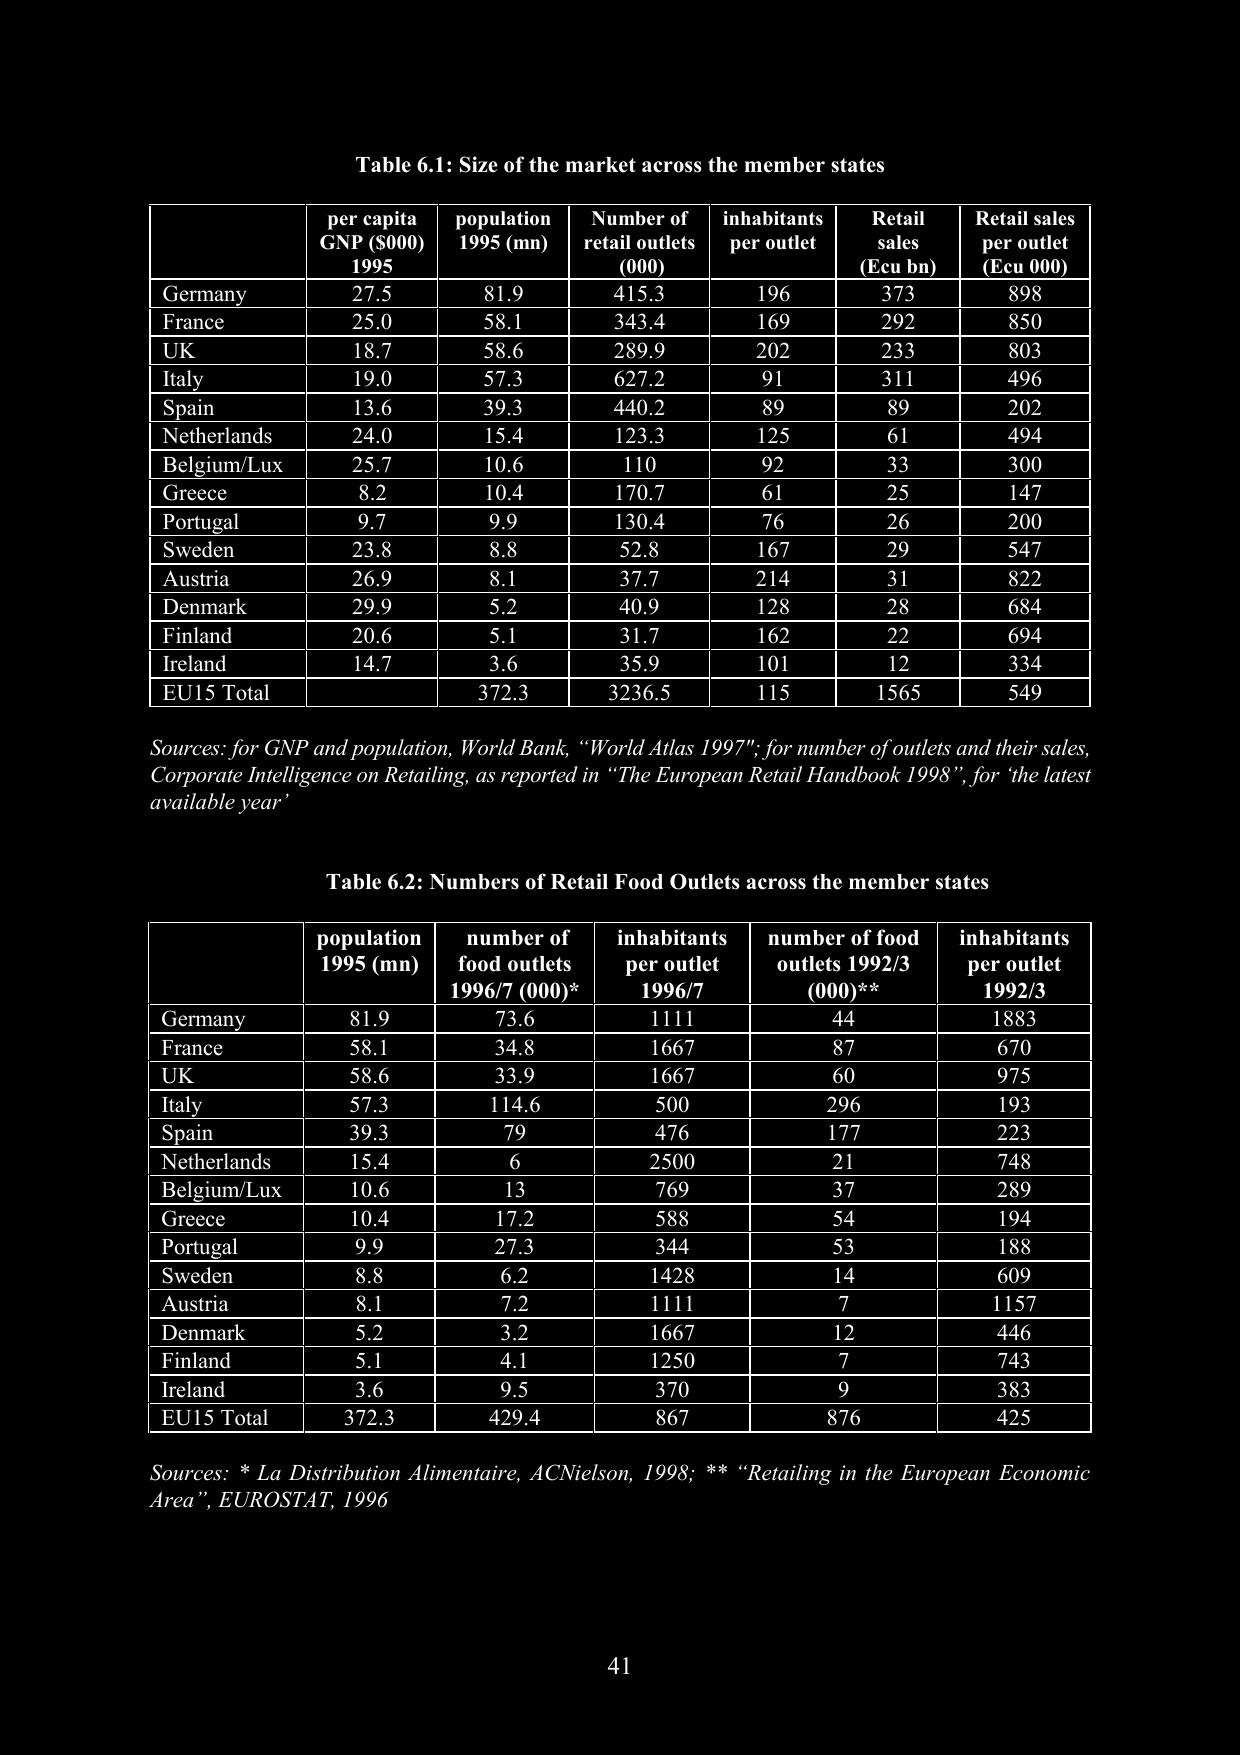 Table 6.1: Size of the market across the member states
per capita GNP ($000) 1995 population 1995 (mn) Number of retail outlets (000) inhabitants per outlet Retail sales (Ecu bn) Retail sales per outlet (Ecu 000)
Germany 27.5 81.9 415.3 196 373 898
France 25.0 58.1 343.4 169 292 850
UK 18.7 58.6 289.9 202 233 803
Italy 19.0 57.3 627.2 91 311 496
Spain 13.6 39.3 440.2 89 89 202
Netherlands 24.0 15.4 123.3 125 61 494
Belgium/Lux 25.7 10.6 110 92 33 300
Greece 8.2 10.4 170.7 61 25 147
Portugal 9.7 9.9 130.4 76 26 200
Sweden 23.8 8.8 52.8 167 29 547
Austria 26.9 8.1 37.7 214 31 822
Denmark 29.9 5.2 40.9 128 28 684
Finland 20.6 5.1 31.7 162 22 694
Ireland 14.7 3.6 35.9 101 12 334
EU15 Total 372.3 3236.5 115 1565 549
Sources: for GNP and population, World Bank, “World Atlas 1997"; for number of outlets and their sales,
Corporate Intelligence on Retailing, as reported in “The European Retail Handbook 1998”, for ‘the latest
available year’
Table 6.2: Numbers of Retail Food Outlets across the member states
population 1995 (mn) number of food outlets 1996/7 (000)* inhabitants per outlet 1996/7 number of food outlets 1992/3 (000)** inhabitants per outlet 1992/3
Germany 81.9 73.6 1111 44 1883
France 58.1 34.8 1667 87 670
UK 58.6 33.9 1667 60 975
Italy 57.3 114.6 500 296 193
Spain 39.3 79 476 177 223
Netherlands 15.4 6 2500 21 748
Belgium/Lux 10.6 13 769 37 289
Greece 10.4 17.2 588 54 194
Portugal 9.9 27.3 344 53 188
Sweden 8.8 6.2 1428 14 609
Austria 8.1 7.2 1111 7 1157
Denmark 5.2 3.2 1667 12 446
Finland 5.1 4.1 1250 7 743
Ireland 3.6 9.5 370 9 383
EU15 Total 372.3 429.4 867 876 425
Sources: * La Distribution Alimentaire, ACNielson, 1998; ** “Retailing in the European Economic
Area”, EUROSTAT, 1996
41